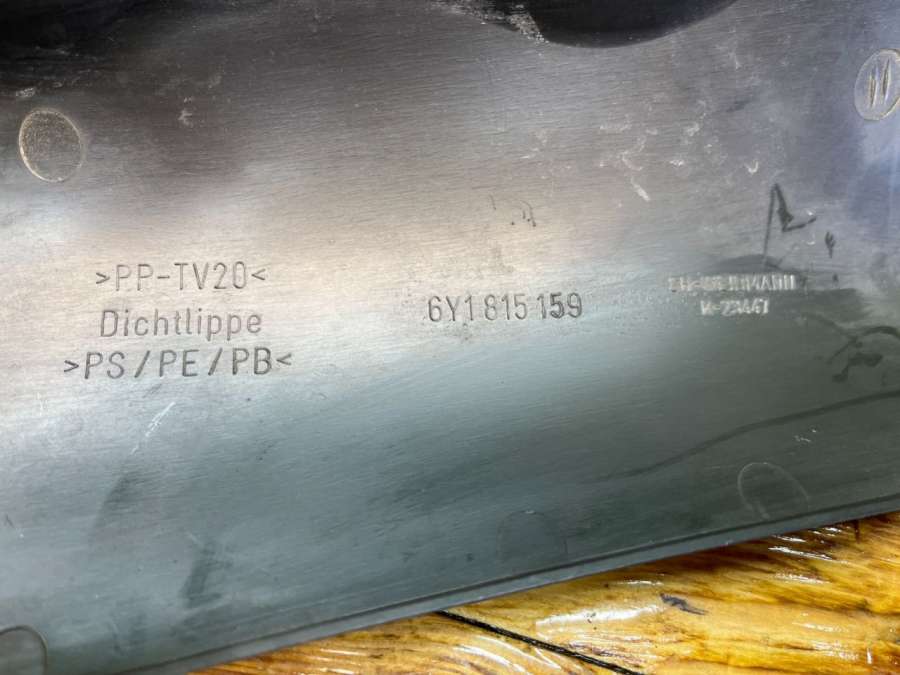 >PP-TV20<
Dichtlippe
>PS/PE/PB<
6Y1 815 159